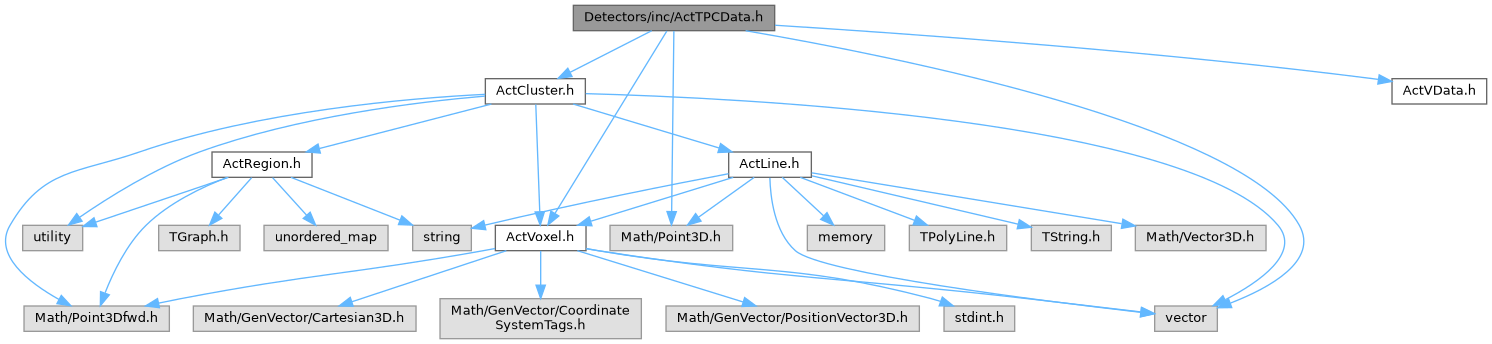 Detectors/inc/ActTPCData.h
ActCluster.h
ActVData.h
ActRegion.h
ActLine.h
utility
TGraph.h
unordered_map
string
ActVoxel.h
Math/Point3D.h
memory
TPolyLine.h
TString.h
Math/Vector3D.h
Math/Point3Dfwd.h
Math/GenVector/Cartesian3D.h
Math/GenVector/Coordinate
SystemTags.h
Math/GenVector/PositionVector3D.h
stdint.h
vector